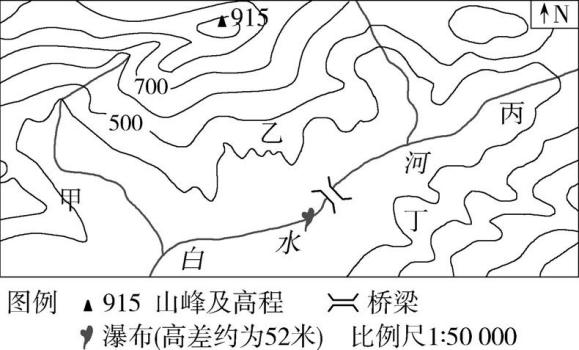 ▲915
↑N
700
500
乙
丙
河
甲
丁
水
白
图例 ▲ 915 山峰及高程 桥梁
瀑布(高差约为52米) 比例尺1∶50 000